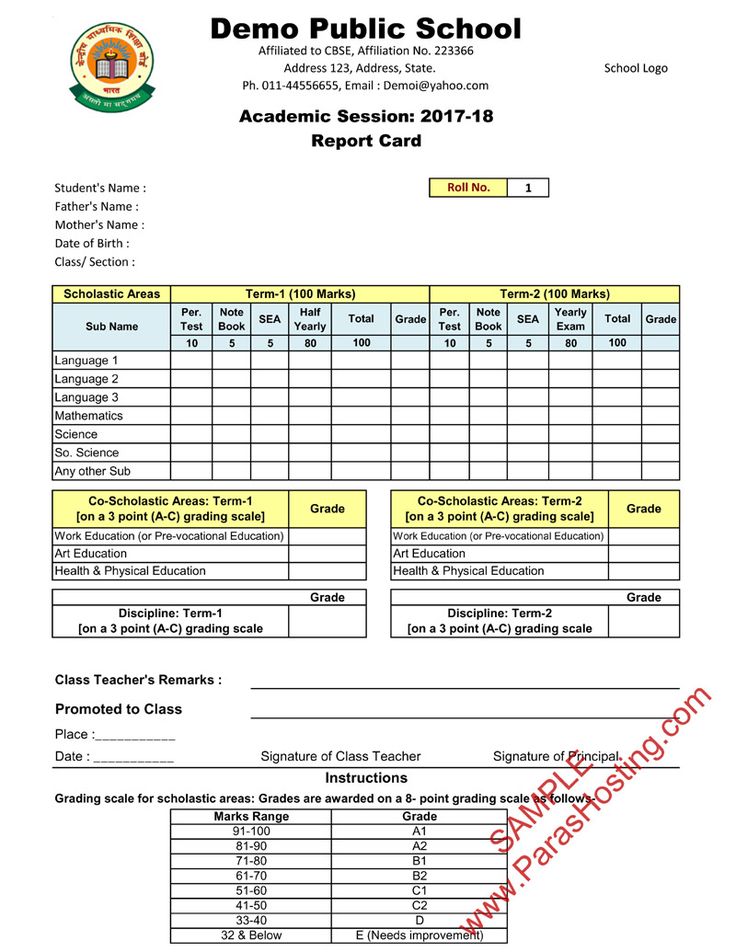 Demo Public School
Affiliated to CBSE, Affiliation No. 223366
Address 123, Address, State.
School Logo
Ph. 011-44556655, Email : Demoi@yahoo.com
केन्द्रीय माध्यमिक शिक्षा बोर्ड
भारत
असतो मा सद्गमय
Academic Session: 2017-18
Report Card
Student's Name :
Roll No. 1
Father's Name :
Mother's Name :
Date of Birth :
Class/ Section :
Scholastic Areas Term-1 (100 Marks) Term-2 (100 Marks)
Sub Name Per. Test Note Book SEA Half Yearly Total Grade Per. Test Note Book SEA Yearly Exam Total Grade
10 5 5 80 100 10 5 5 80 100
Language 1
Language 2
Language 3
Mathematics
Science
So. Science
Any other Sub
Co-Scholastic Areas: Term-1 Grade Co-Scholastic Areas: Term-2 Grade
[on a 3 point (A-C) grading scale] [on a 3 point (A-C) grading scale]
Work Education (or Pre-vocational Education) Work Education (or Pre-vocational Education)
Art Education Art Education
Health & Physical Education Health & Physical Education
Grade Grade
Discipline: Term-1 Discipline: Term-2
[on a 3 point (A-C) grading scale [on a 3 point (A-C) grading scale
Class Teacher's Remarks :
Promoted to Class
Place :___________
Date : ___________ Signature of Class Teacher Signature of Principal
Instructions
Grading scale for scholastic areas: Grades are awarded on a 8- point grading scale as follows-
Marks Range Grade
91-100 A1
81-90 A2
71-80 B1
61-70 B2
51-60 C1
41-50 C2
33-40 D
32 & Below E (Needs improvement)
SAMPLE
www.ParasHosting.com